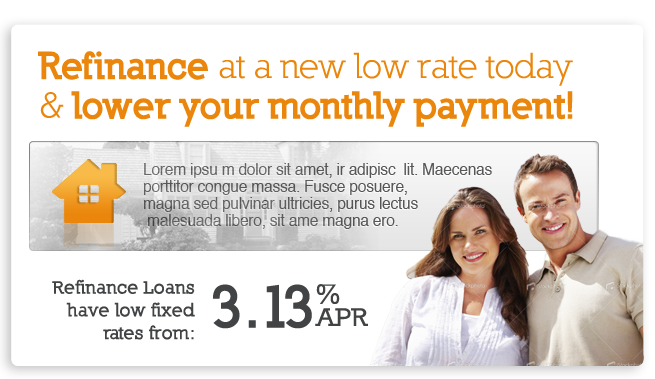 Refinance at a new low rate today
& lower your monthly payment!
Lorem ipsu m dolor sit amet, ir adipisc lit. Maecenas
porttitor congue massa. Fusce posuere,
magna sed pulvinar ultricies, purus lectus
malesuada libero, sit ame magna ero.
Refinance Loans
have low fixed
rates from:
3.13% APR